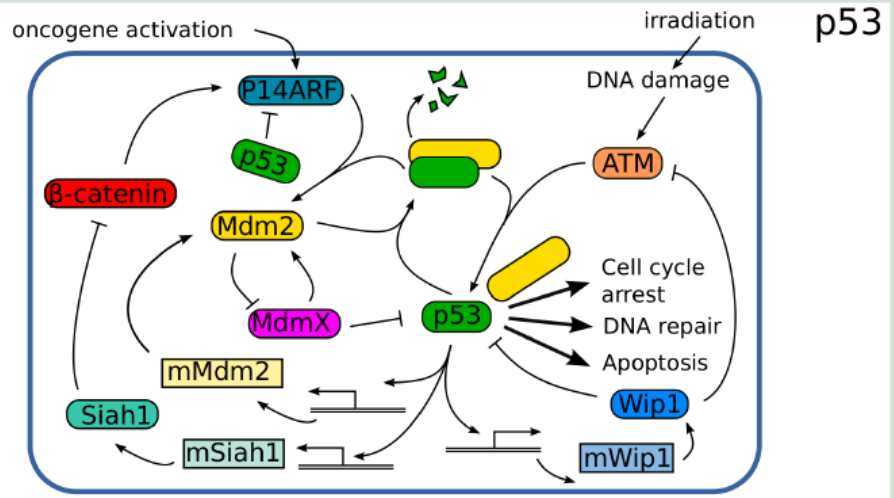 oncogene activation
irradiation
p53
DNA damage
P14ARF
p53
ATM
β-catenin
Mdm2
Cell cycle
arrest
MdmX
p53
DNA repair
Apoptosis
mMdm2
Siah1
Wip1
mSiah1
mWip1